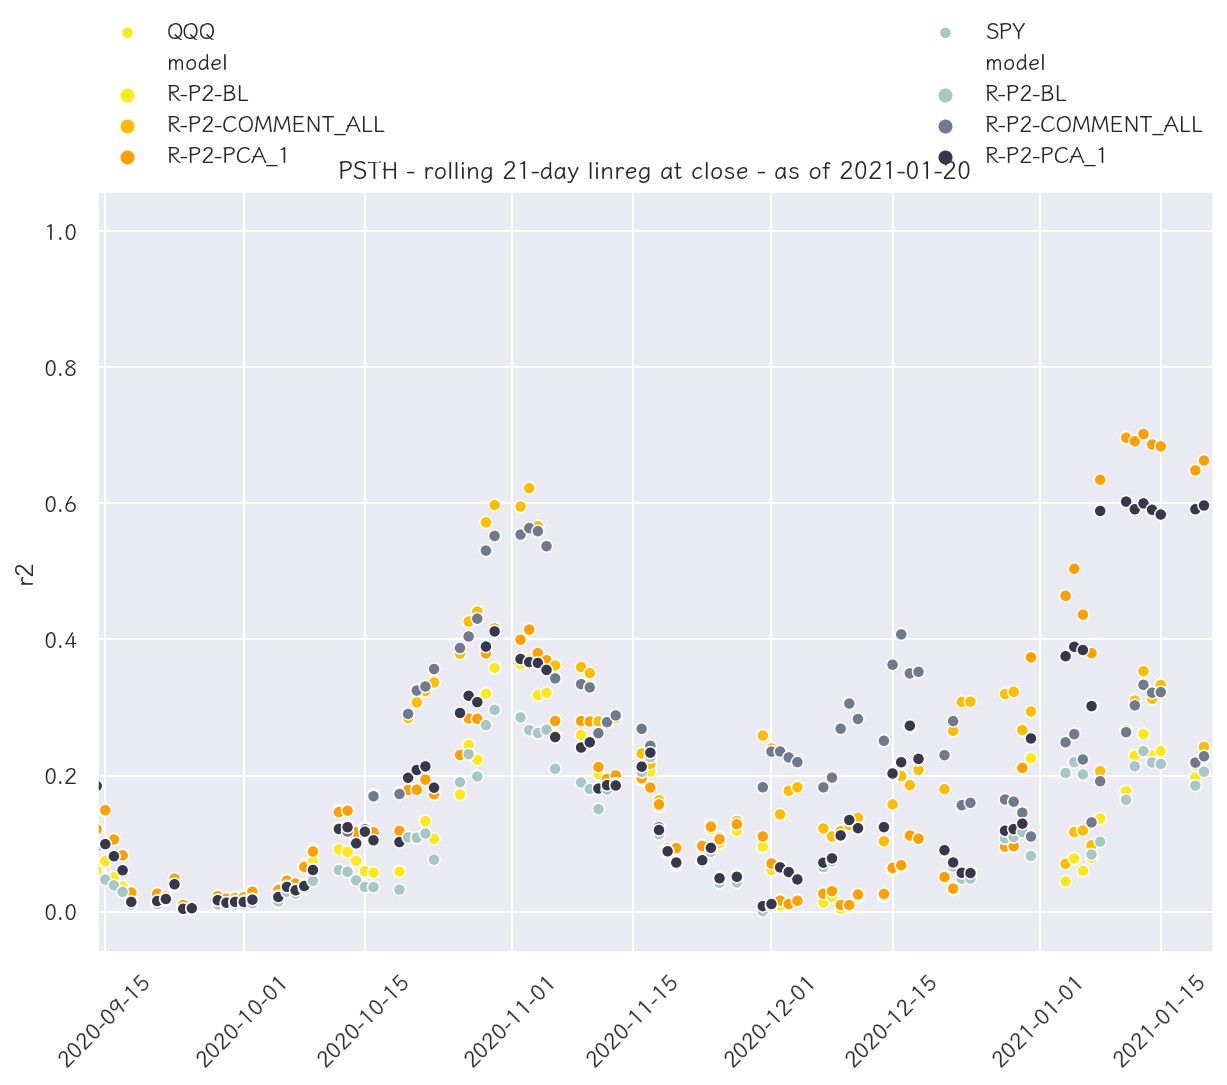 QQQ
model
R-P2-BL
R-P2-COMMENT_ALL
R-P2-PCA_1
SPY
model
R-P2-BL
R-P2-COMMENT_ALL
R-P2-PCA_1
PSTH - rolling 21-day linreg at close - as of 2021-01-20
1.0
0.8
0.6
0.4
0.2
0.0
r2
2020-09-15
2020-10-01
2020-10-15
2020-11-01
2020-11-15
2020-12-01
2020-12-15
2021-01-01
2021-01-15